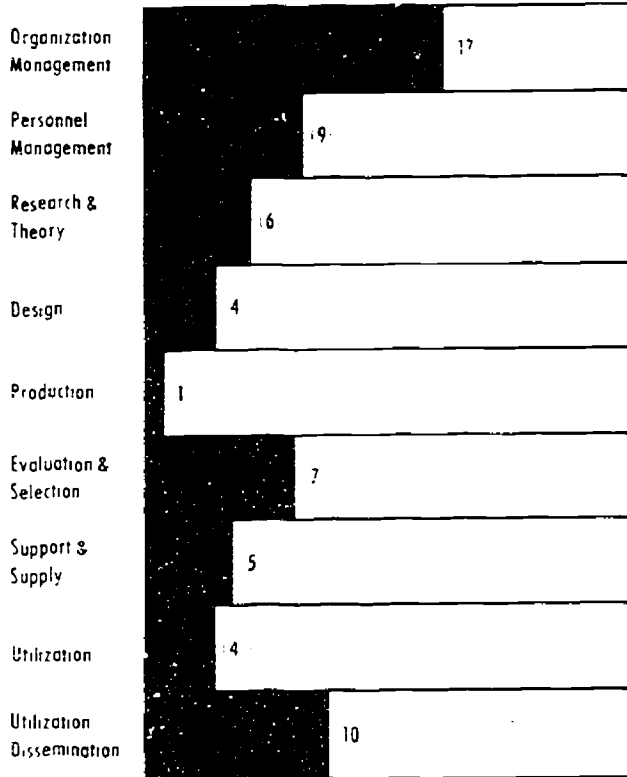 Organization
Management
17
Personnel
Management
9
Research &
Theory
6
Design
4
Production
1
Evaluation &
Selection
7
Support &
Supply
5
Utilization
4
Utilization
Dissemination
10